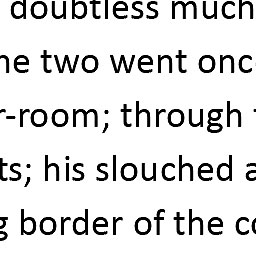 doubtless much
he two went onc
r-room; through
ts; his slouched a
g border of the co